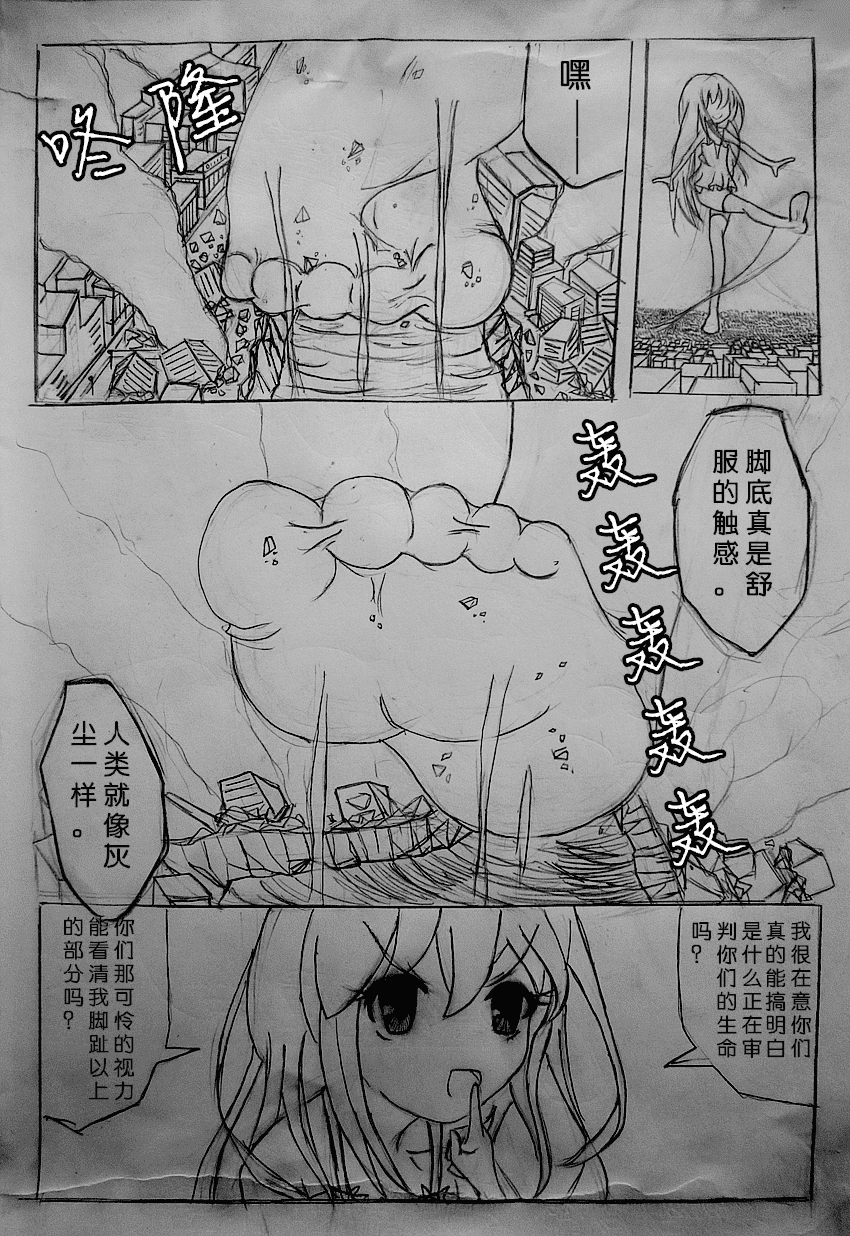 嘿——
咚隆
脚底真是舒
服的触感。
轰轰轰轰轰
人类就像灰
尘一样。
我很在意你们
真的能搞明白
是什么正在审
判你们的生命
吗？
你们那可怜的视力
能看清我脚趾以上
的部分吗？